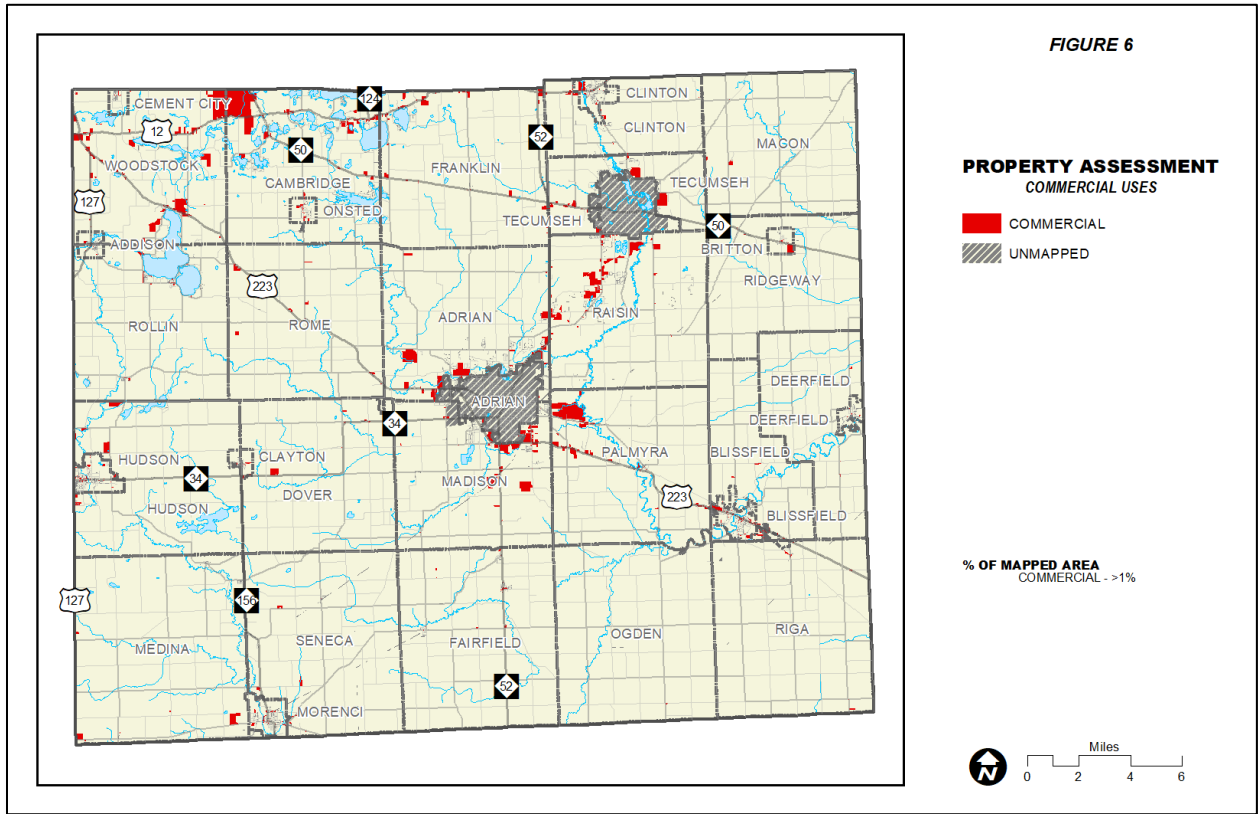 FIGURE 6
PROPERTY ASSESSMENT
COMMERCIAL USES
COMMERCIAL
UNMAPPED
% OF MAPPED AREA
COMMERCIAL - >1%
Miles
0 2 4 6
N
CEMENT CITY
124
CLINTON
12
52
CLINTON
50
MAGON
WOODSTOCK
FRANKLIN
CAMBRIDGE
TECUMSEH
127
ONSTED
TECUMSEH
50
ADDISON
BRITTON
223
RIDGEWAY
ROLLIN
ROME
ADRIAN
RAISIN
DEERFIELD
ADRIAN
34
DEERFIELD
HUDSON
CLAYTON
PALMYRA
BLISSFIELD
34
DOVER
MADISON
223
HUDSON
BLISSFIELD
127
156
SENECA
FAIRFIELD
OGDEN
RIGA
MEDINA
52
MORENCI